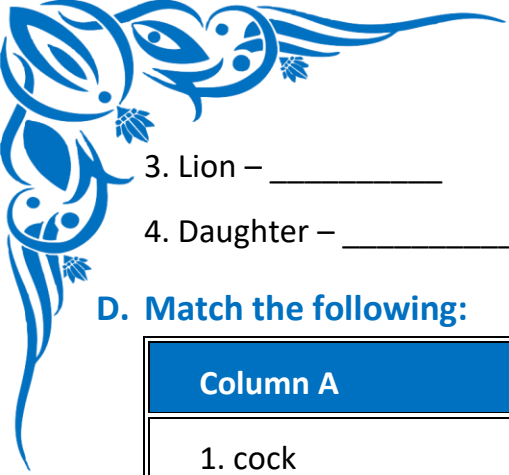 3. Lion – __________
4. Daughter – __________
D. Match the following:
Column A
1. cock